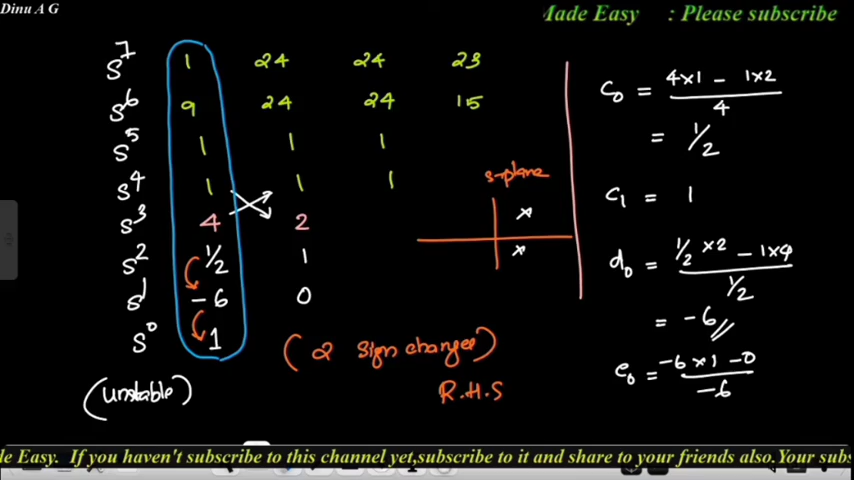 Dinu A G
Made Easy : Please subscribe
S⁷ 1 24 24 23
S⁶ 9 24 24 15
S⁵ 1 1 1
S⁴ 1 1 1
S³ 4 2
S² 1/2 1
S¹ -6 0
S⁰ 1
(unstable)
(2 sign changes)
R.H.S
s-plane
C₀ = (4×1 - 1×2)/4
= 1/2
C₁ = 1
d₀ = (1/2 ×2 - 1×4)/(1/2)
= -6//
e₀ = (-6 × 1 - 0)/-6
de Easy. If you haven't subscribe to this channel yet,subscribe to it and share to your friends also.Your subs